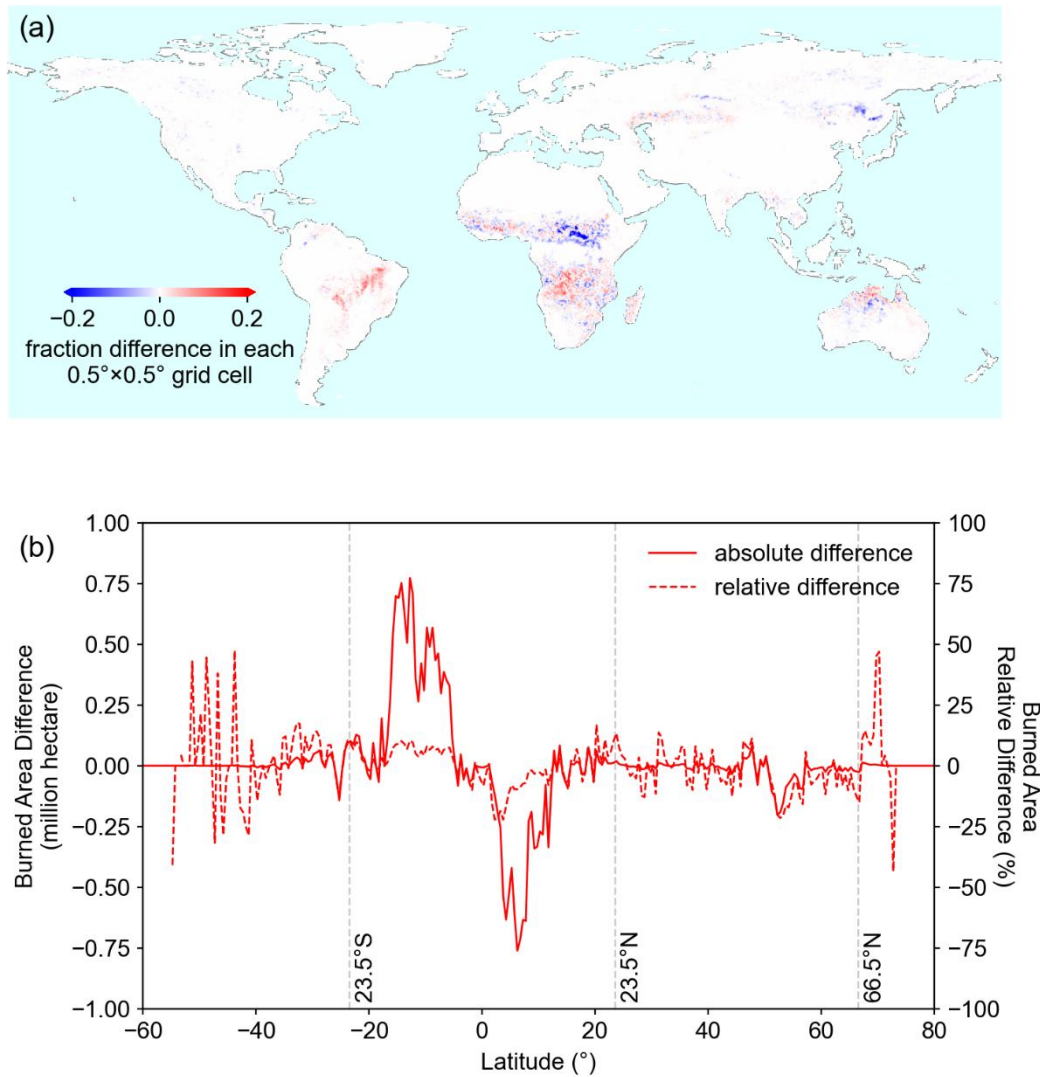 (a)
−0.2 0.0 0.2
fraction difference in each
0.5°×0.5° grid cell
(b)
absolute difference
relative difference
1.00
0.75
0.50
0.25
0.00
−0.25
−0.50
−0.75
−1.00
Burned Area Difference
(million hectare)
100
75
50
25
0
−25
−50
−75
−100
Burned Area
Relative Difference (%)
23.5°S
23.5°N
66.5°N
−60 −40 −20 0 20 40 60 80
Latitude (°)